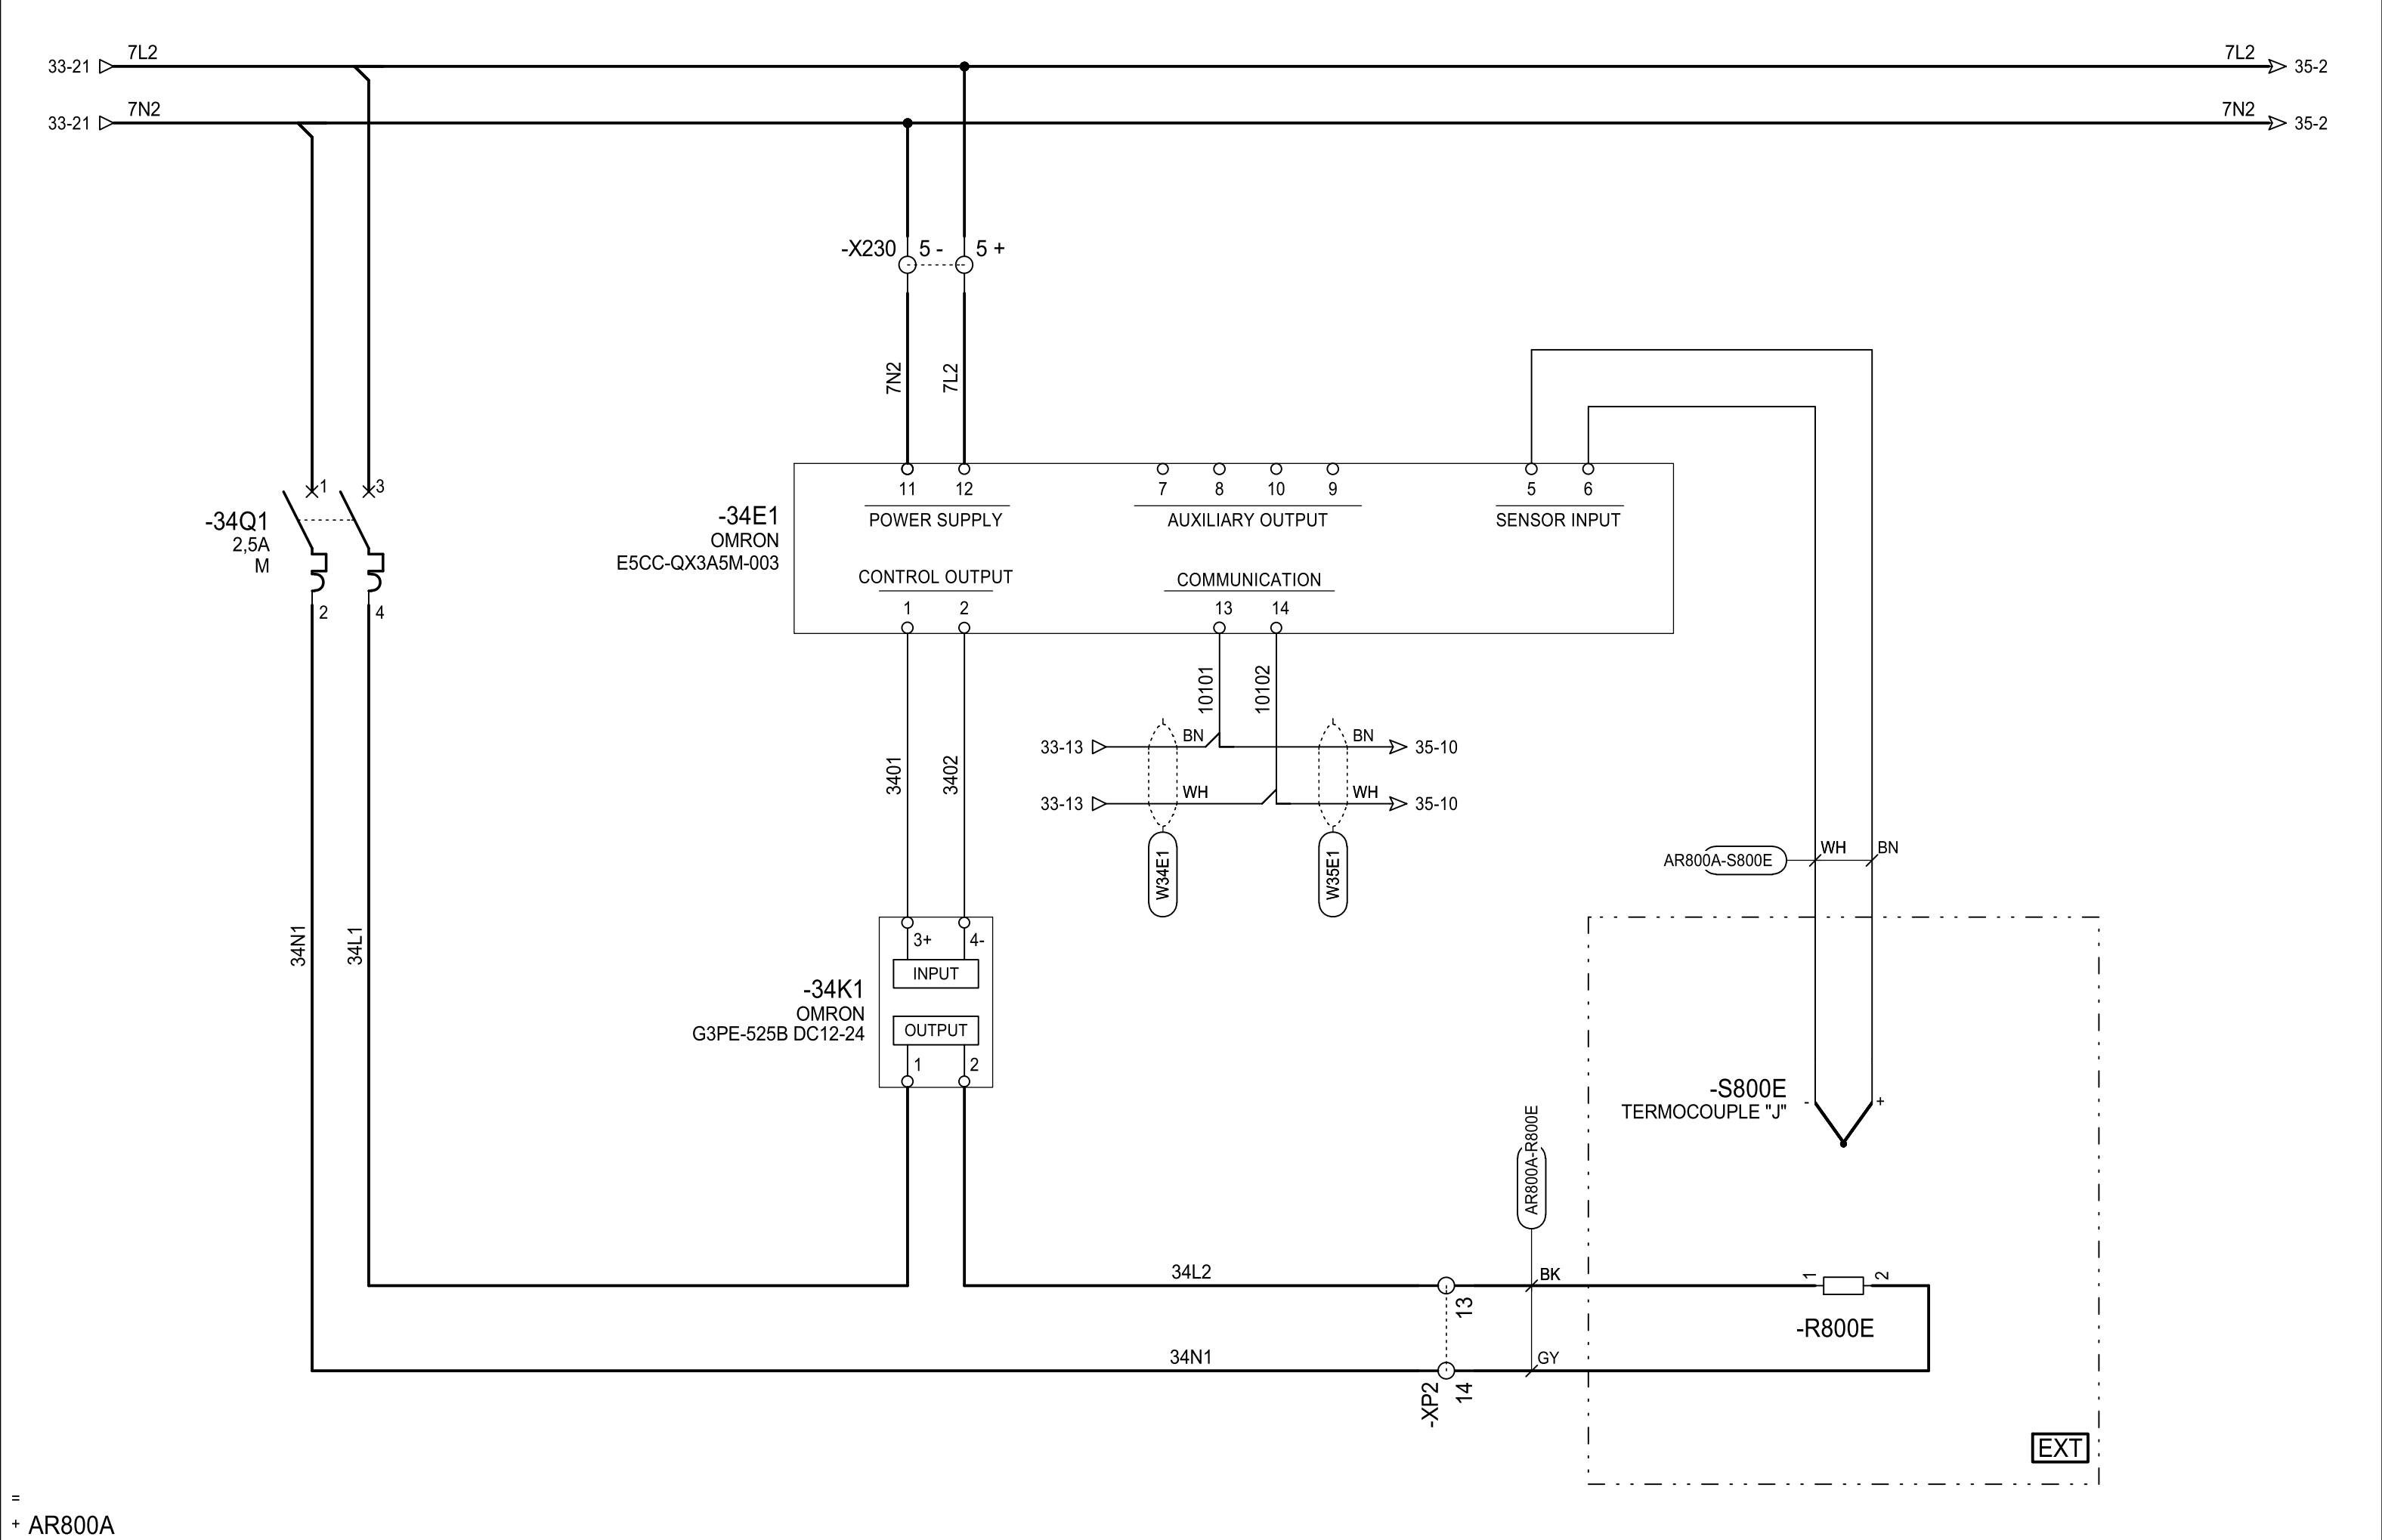 7L2
33-21
7L2
35-2
7N2
33-21
7N2
35-2
-X230
5 -
5 +
7N2
7L2
1
3
-34Q1
2,5A
M
2
4
11
12
7
8
10
9
5
6
POWER SUPPLY
AUXILIARY OUTPUT
SENSOR INPUT
-34E1
OMRON
E5CC-QX3A5M-003
CONTROL OUTPUT
COMMUNICATION
1
2
13
14
10101
10102
33-13
BN
BN
35-10
33-13
WH
WH
35-10
3401
3402
W34E1
W35E1
AR800A-S800E
WH
BN
34N1
34L1
3+
4-
INPUT
-34K1
OMRON
G3PE-525B DC12-24
OUTPUT
1
2
-S800E
TERMOCOUPLE "J"
-
+
AR800A-R800E
34L2
13
BK
1
2
-R800E
34N1
-XP2
14
GY
EXT
=
+ AR800A